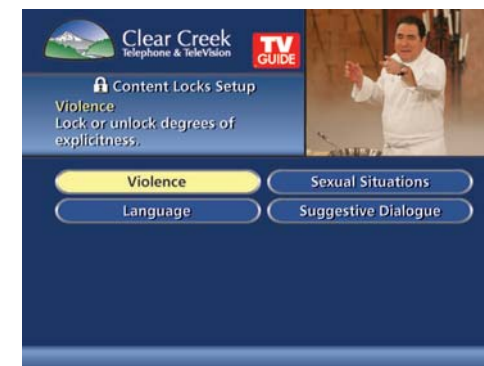 Clear Creek
Telephone & TeleVision
TV
GUIDE
Content Locks Setup
Violence
Lock or unlock degrees of
explicitness.
Violence
Sexual Situations
Language
Suggestive Dialogue